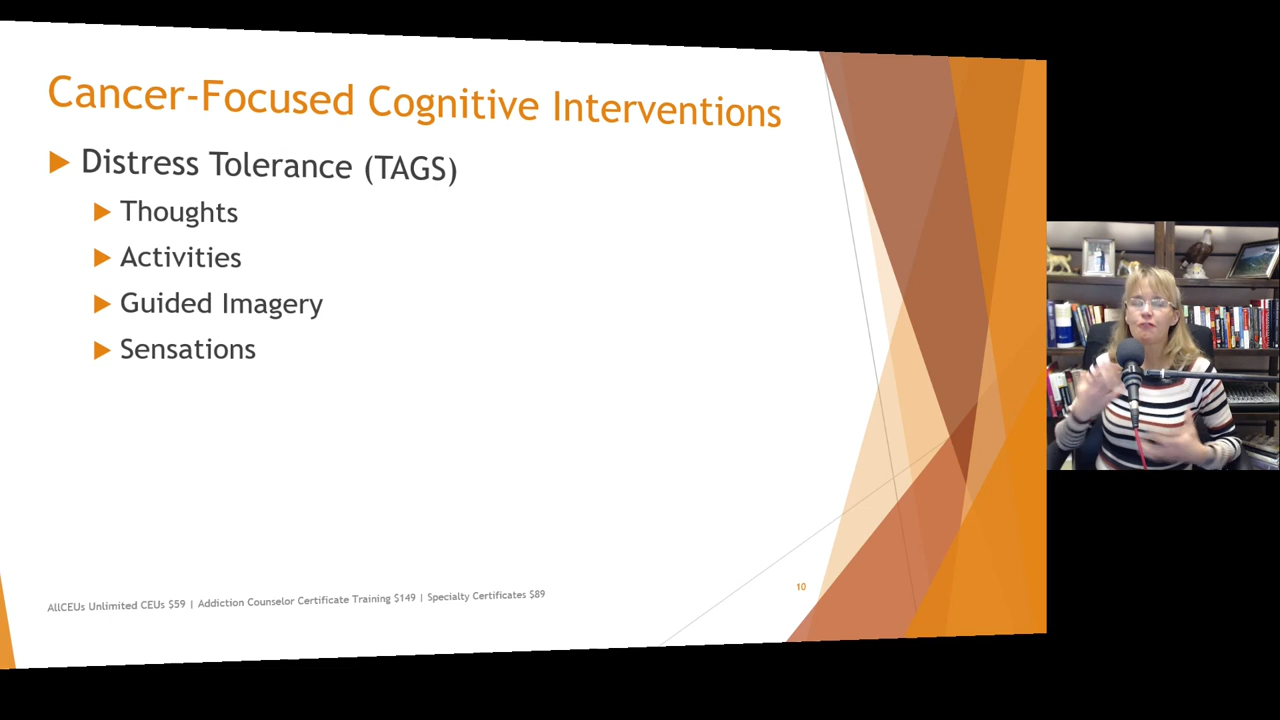 Cancer-Focused Cognitive Interventions
Distress Tolerance (TAGS)
Thoughts
Activities
Guided Imagery
Sensations
AllCEUs Unlimited CEUs $59 | Addiction Counselor Certificate Training $149 | Specialty Certificates $89
10